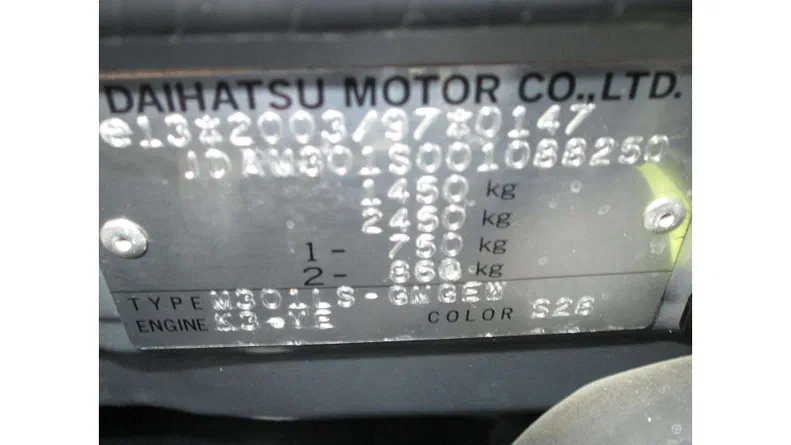 DAIHATSU MOTOR CO.,LTD.
e13*2003/97*0147
JDAM301S001088250
1450 kg
2450 kg
1- 750 kg
2- 860 kg
TYPE M301LS-GMGEW
ENGINE K3-VE COLOR S28